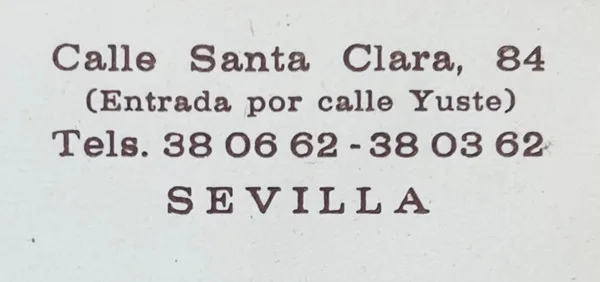 Calle Santa Clara, 84
(Entrada por calle Yuste)
Tels. 38 06 62 - 38 03 62
SEVILLA